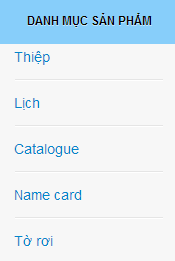 DANH MỤC SẢN PHẨM
Thiệp
Lịch
Catalogue
Name card
Tờ rơi